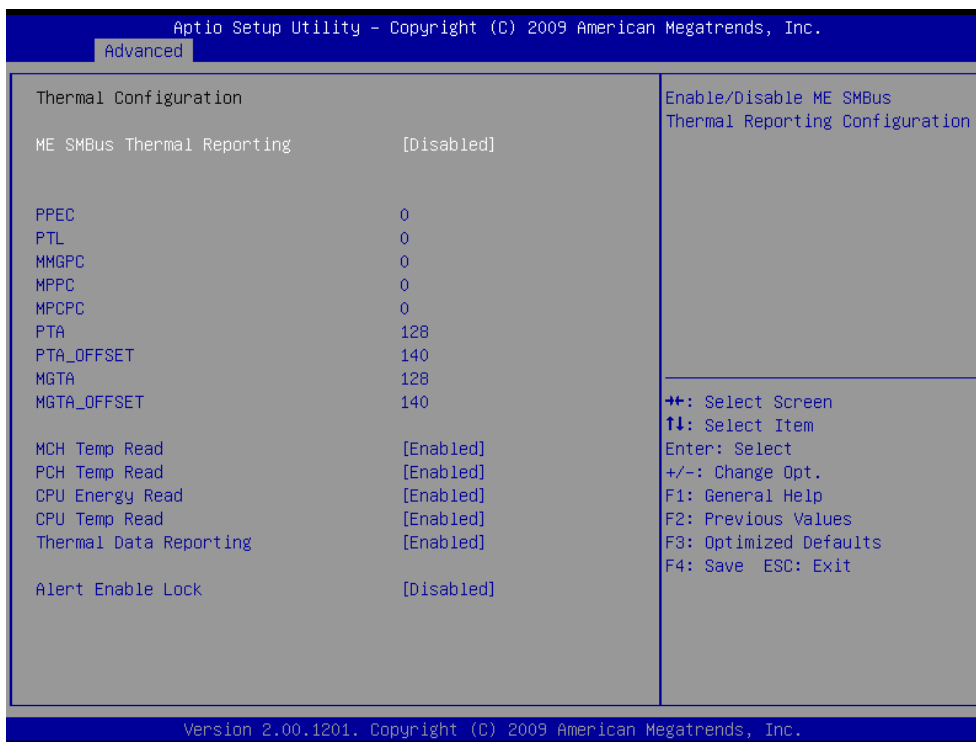 Aptio Setup Utility – Copyright (C) 2009 American Megatrends, Inc.
Advanced
Thermal Configuration
ME SMBus Thermal Reporting [Disabled]
PPEC 0
PTL 0
MMGPC 0
MPPC 0
MPCPC 0
PTA 128
PTA_OFFSET 140
MGTA 128
MGTA_OFFSET 140
MCH Temp Read [Enabled]
PCH Temp Read [Enabled]
CPU Energy Read [Enabled]
CPU Temp Read [Enabled]
Thermal Data Reporting [Enabled]
Alert Enable Lock [Disabled]
Enable/Disable ME SMBus
Thermal Reporting Configuration
→←: Select Screen
↑↓: Select Item
Enter: Select
+/-: Change Opt.
F1: General Help
F2: Previous Values
F3: Optimized Defaults
F4: Save ESC: Exit
Version 2.00.1201. Copyright (C) 2009 American Megatrends, Inc.